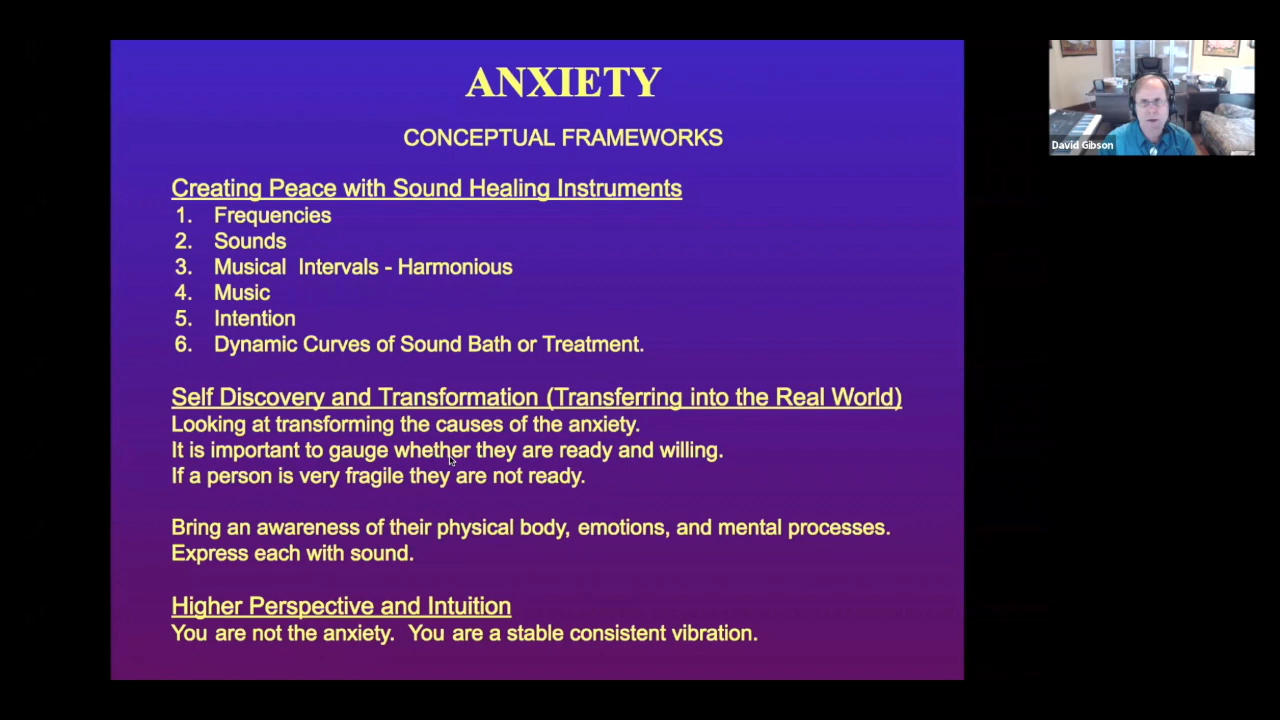 ANXIETY
CONCEPTUAL FRAMEWORKS
Creating Peace with Sound Healing Instruments
1. Frequencies
2. Sounds
3. Musical Intervals - Harmonious
4. Music
5. Intention
6. Dynamic Curves of Sound Bath or Treatment.
Self Discovery and Transformation (Transferring into the Real World)
Looking at transforming the causes of the anxiety.
It is important to gauge whether they are ready and willing.
If a person is very fragile they are not ready.
Bring an awareness of their physical body, emotions, and mental processes.
Express each with sound.
Higher Perspective and Intuition
You are not the anxiety. You are a stable consistent vibration.
David Gibson